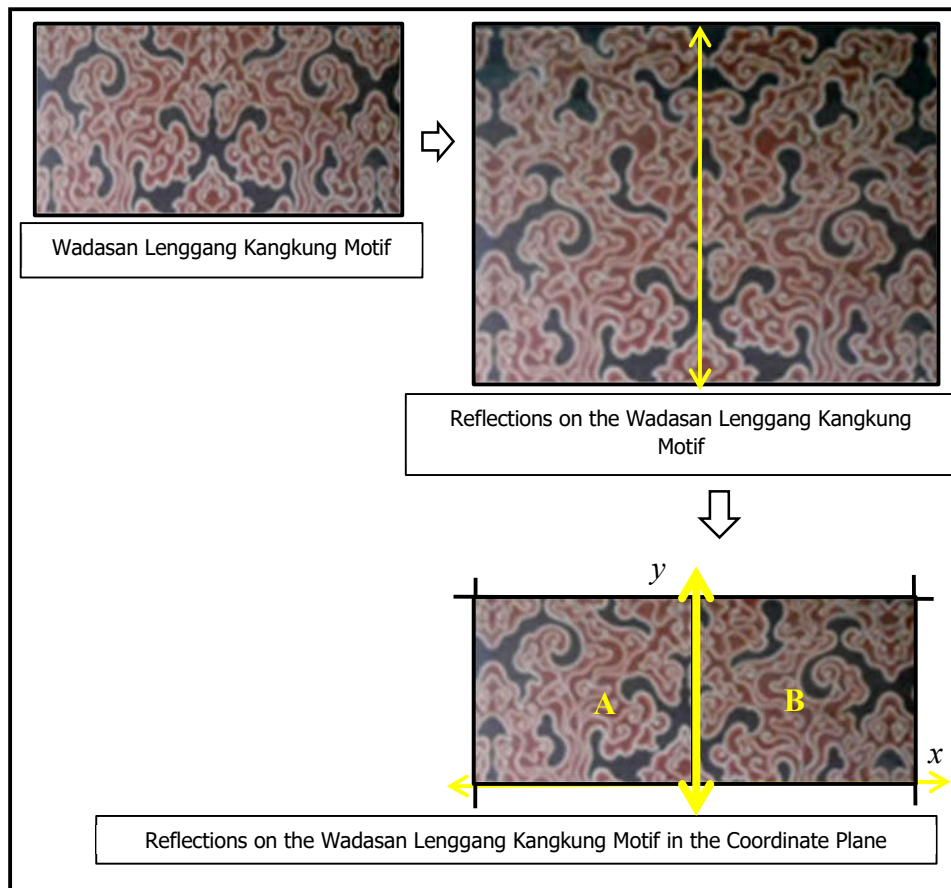 Wadasan Lenggang Kangkung Motif
Reflections on the Wadasan Lenggang Kangkung
Motif
y
A
B
x
Reflections on the Wadasan Lenggang Kangkung Motif in the Coordinate Plane